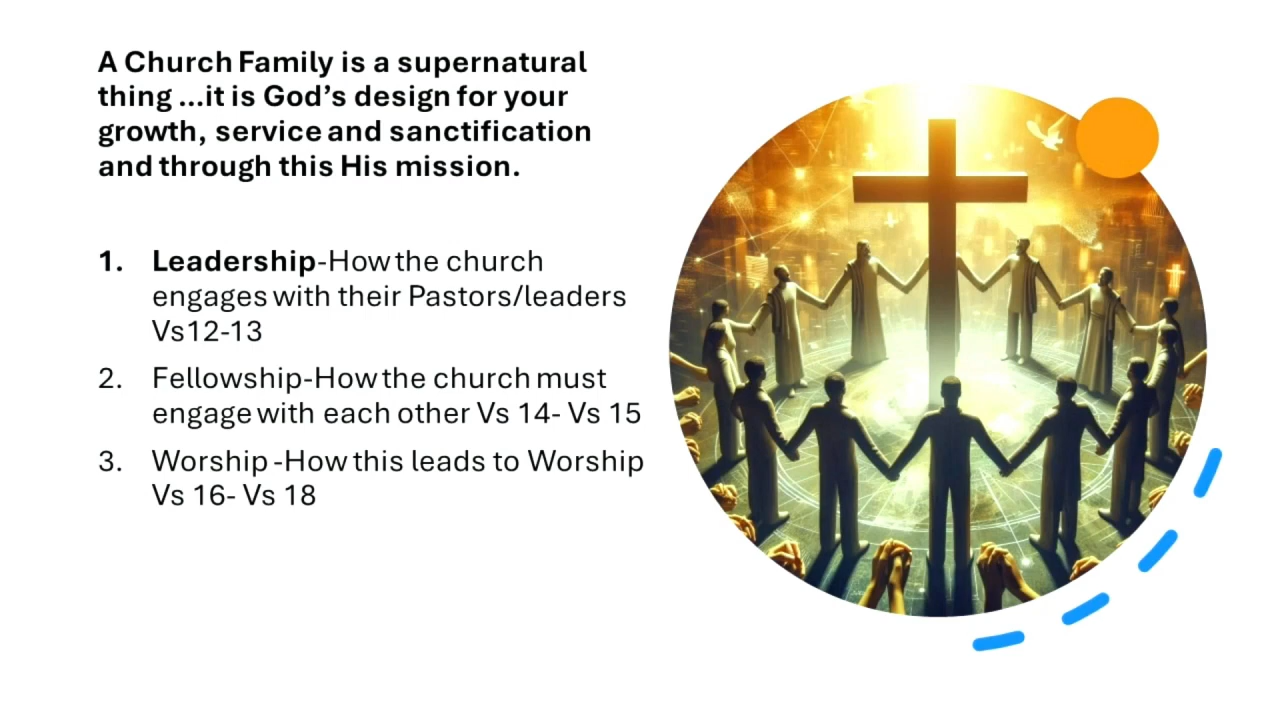 A Church Family is a supernatural
thing ...it is God’s design for your
growth, service and sanctification
and through this His mission.
1. Leadership-How the church
engages with their Pastors/leaders
Vs12-13
2. Fellowship-How the church must
engage with each other Vs 14- Vs 15
3. Worship -How this leads to Worship
Vs 16- Vs 18